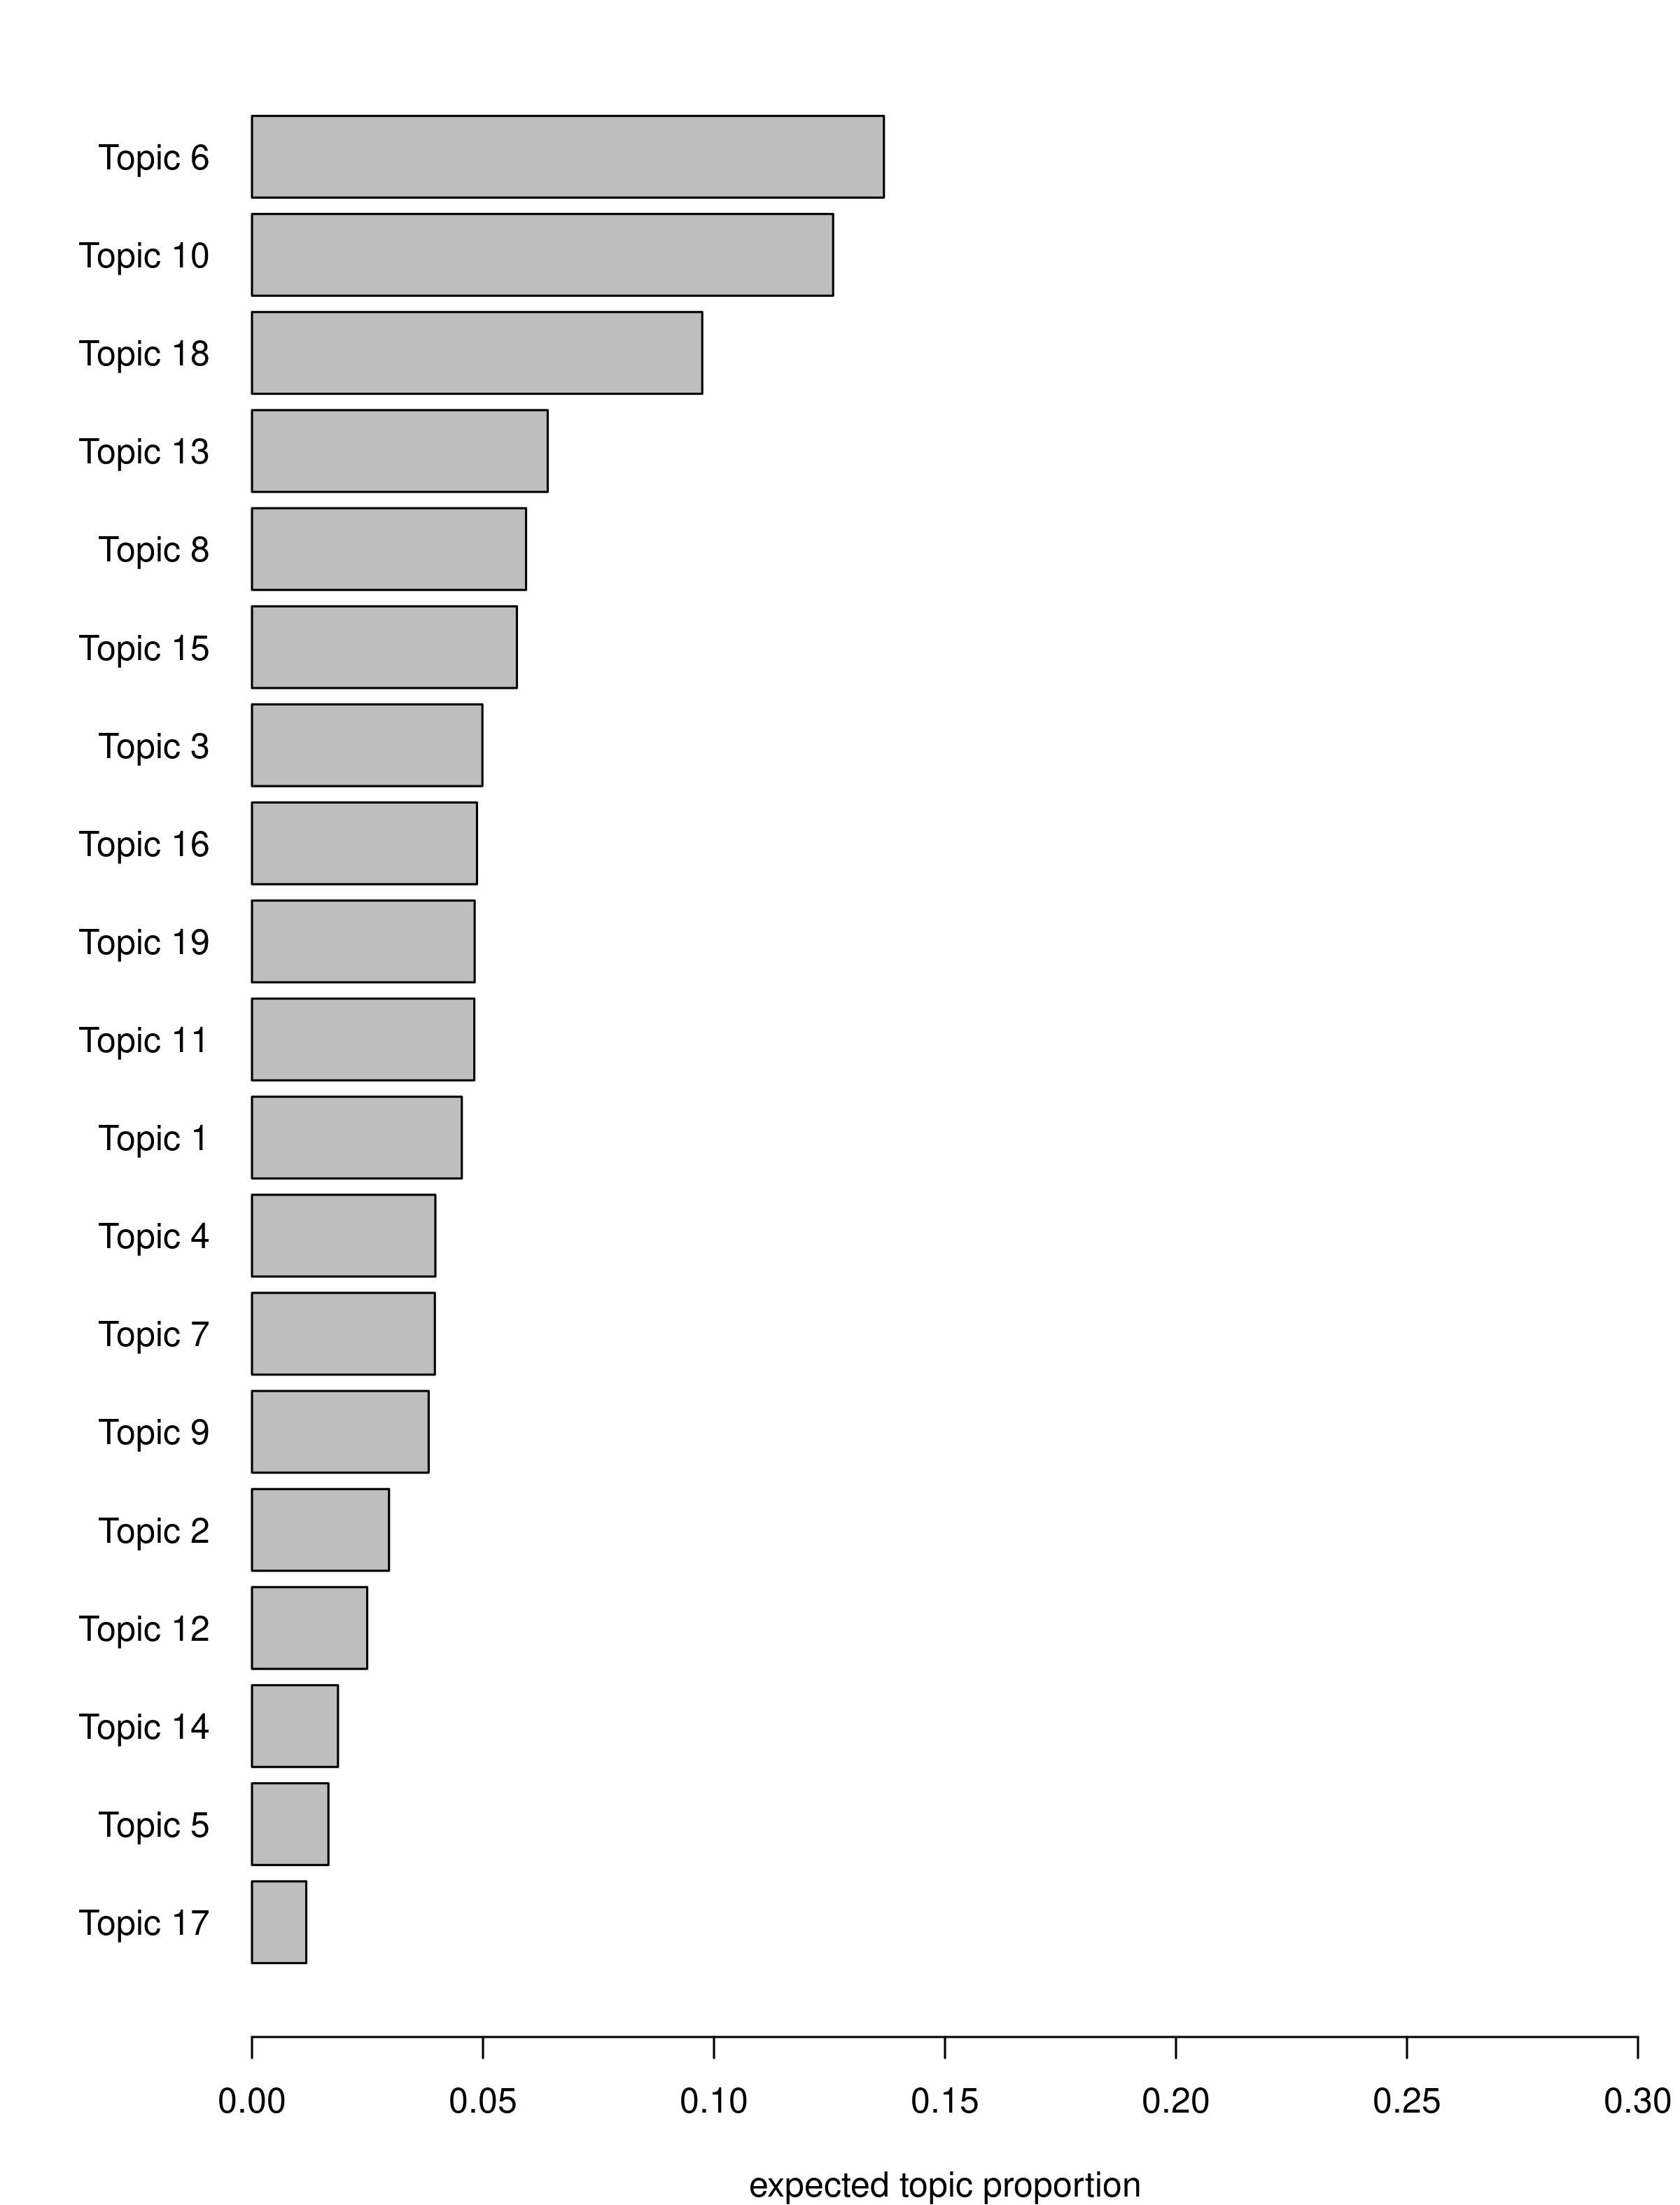 Topic 6
Topic 10
Topic 18
Topic 13
Topic 8
Topic 15
Topic 3
Topic 16
Topic 19
Topic 11
Topic 1
Topic 4
Topic 7
Topic 9
Topic 2
Topic 12
Topic 14
Topic 5
Topic 17
0.00 0.05 0.10 0.15 0.20 0.25 0.30
expected topic proportion